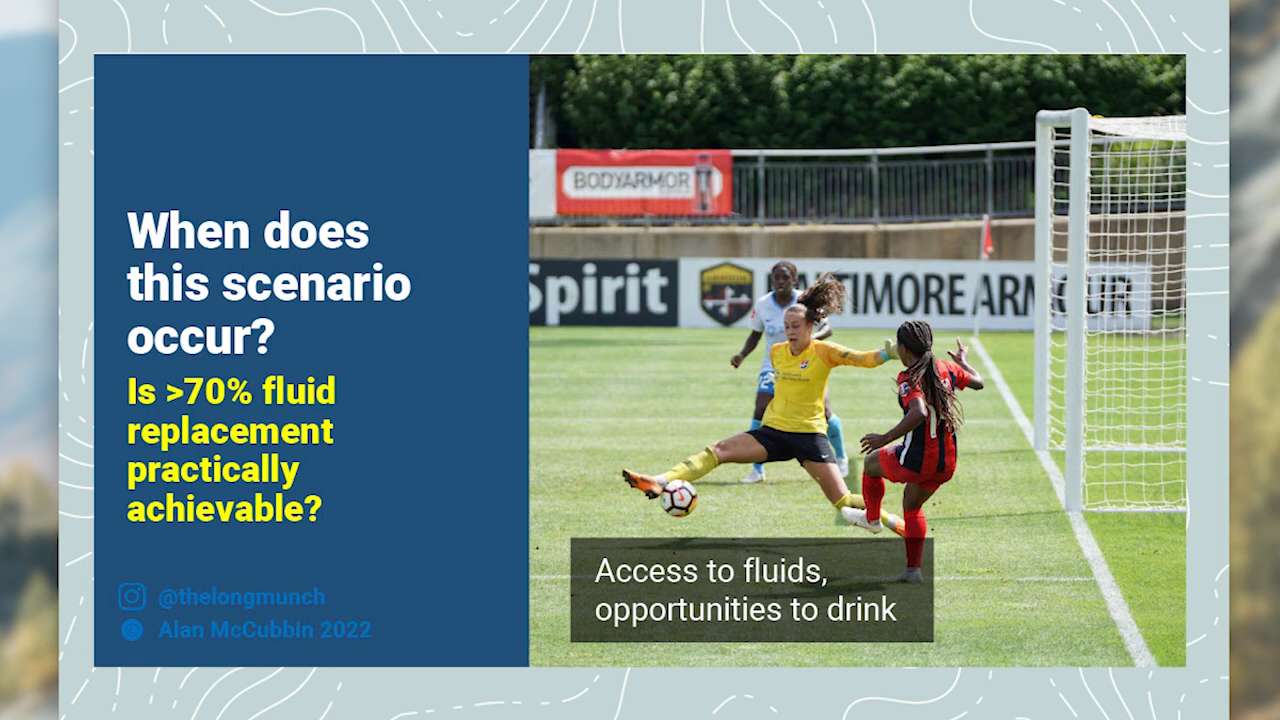 When does
this scenario
occur?
Is >70% fluid
replacement
practically
achievable?
@thelongmunch
Alan McCubbin 2022
BODYARMOR
Spirit
BALTIMORE ARMOUR
Access to fluids,
opportunities to drink